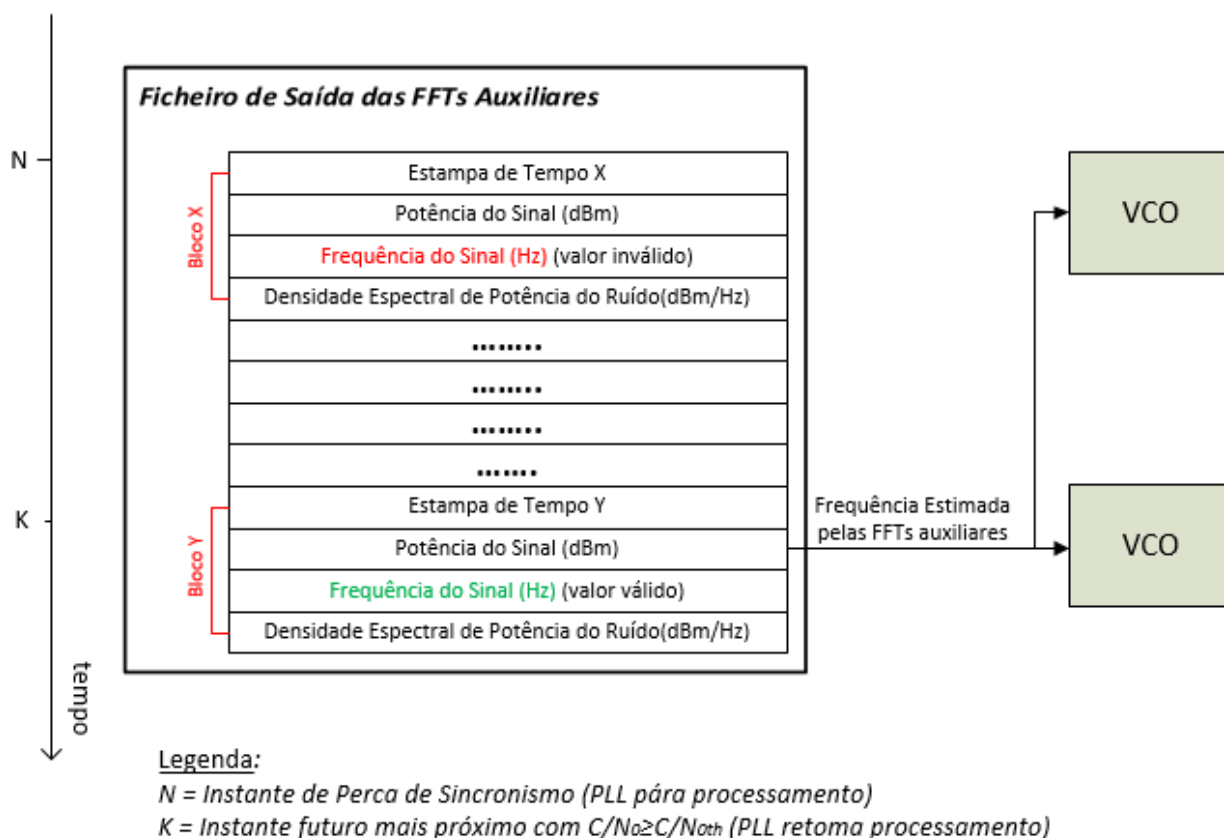 Ficheiro de Saída das FFTs Auxiliares
N
Bloco X
Estampa de Tempo X
Potência do Sinal (dBm)
Frequência do Sinal (Hz) (valor inválido)
Densidade Espectral de Potência do Ruído(dBm/Hz)
........
........
........
.......
VCO
K
Bloco Y
Estampa de Tempo Y
Potência do Sinal (dBm)
Frequência do Sinal (Hz) (valor válido)
Densidade Espectral de Potência do Ruído(dBm/Hz)
Frequência Estimada
pelas FFTs auxiliares
VCO
tempo
Legenda:
N = Instante de Perca de Sincronismo (PLL pára processamento)
K = Instante futuro mais próximo com C/N₀≥C/N₀th (PLL retoma processamento)